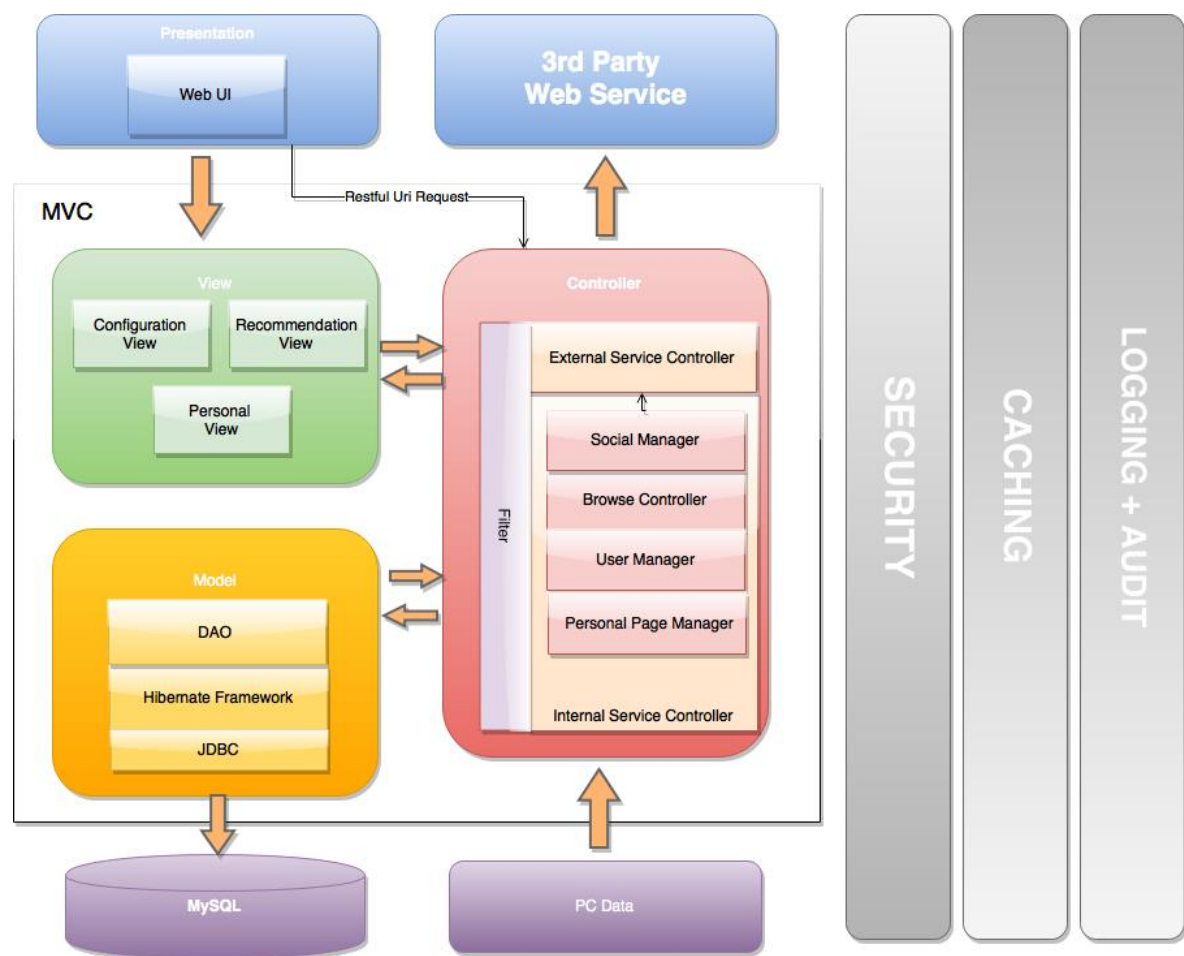 Presentation
Web UI
3rd Party
Web Service
Restful Uri Request
MVC
View
Configuration
View
Recommendation
View
Personal
View
Controller
Filter
External Service Controller
Social Manager
Browse Controller
User Manager
Personal Page Manager
Internal Service Controller
Model
DAO
Hibernate Framework
JDBC
MySQL
PC Data
SECURITY
CACHING
LOGGING + AUDIT